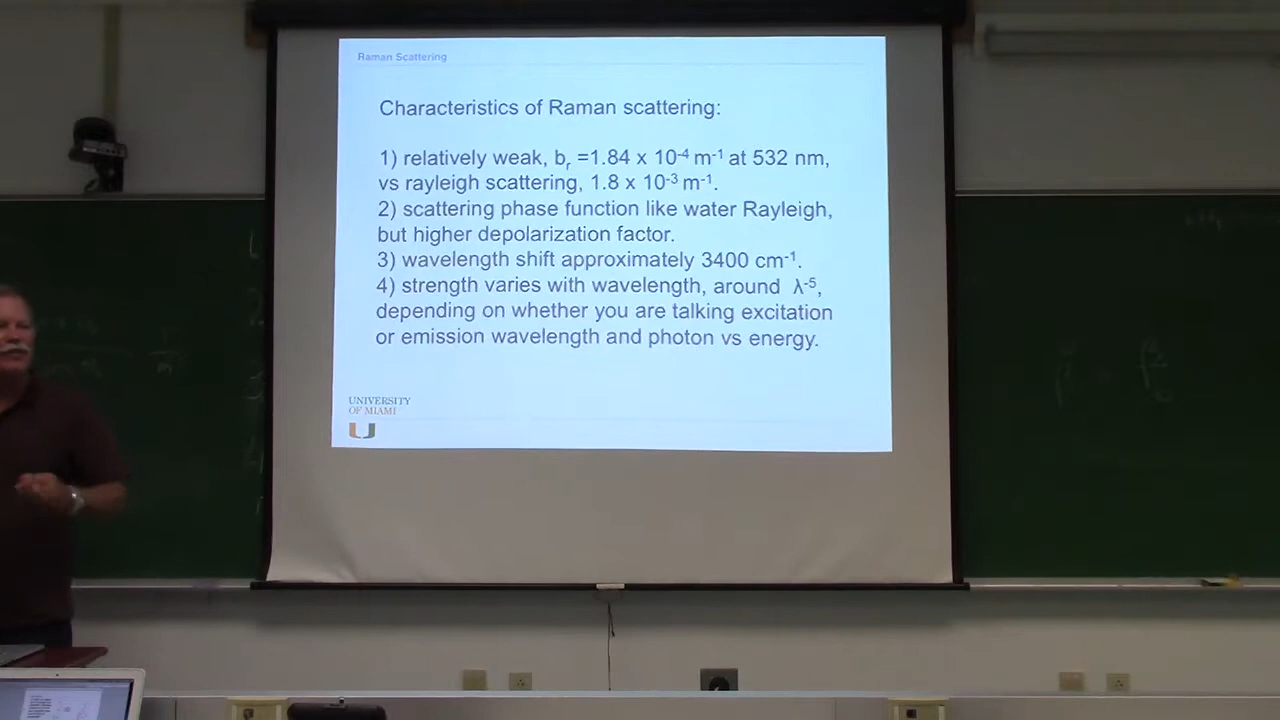 Raman Scattering
Characteristics of Raman scattering:
1) relatively weak, bᵣ =1.84 x 10⁻⁴ m⁻¹ at 532 nm,
vs rayleigh scattering, 1.8 x 10⁻³ m⁻¹.
2) scattering phase function like water Rayleigh,
but higher depolarization factor.
3) wavelength shift approximately 3400 cm⁻¹.
4) strength varies with wavelength, around λ⁻⁵,
depending on whether you are talking excitation
or emission wavelength and photon vs energy.
UNIVERSITY
OF MIAMI
U